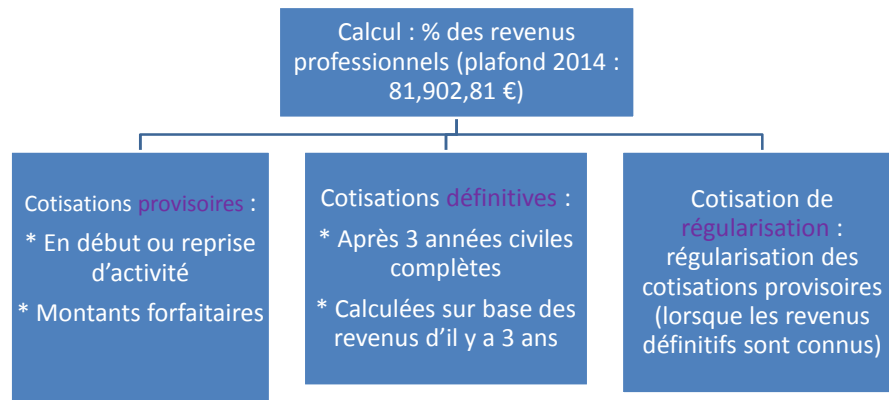 Calcul : % des revenus
professionnels (plafond 2014 :
81,902,81 €)
Cotisations provisoires :
* En début ou reprise
d’activité
* Montants forfaitaires
Cotisations définitives :
* Après 3 années civiles
complètes
* Calculées sur base des
revenus d’il y a 3 ans
Cotisation de
régularisation :
régularisation des
cotisations provisoires
(lorsque les revenus
définitifs sont connus)